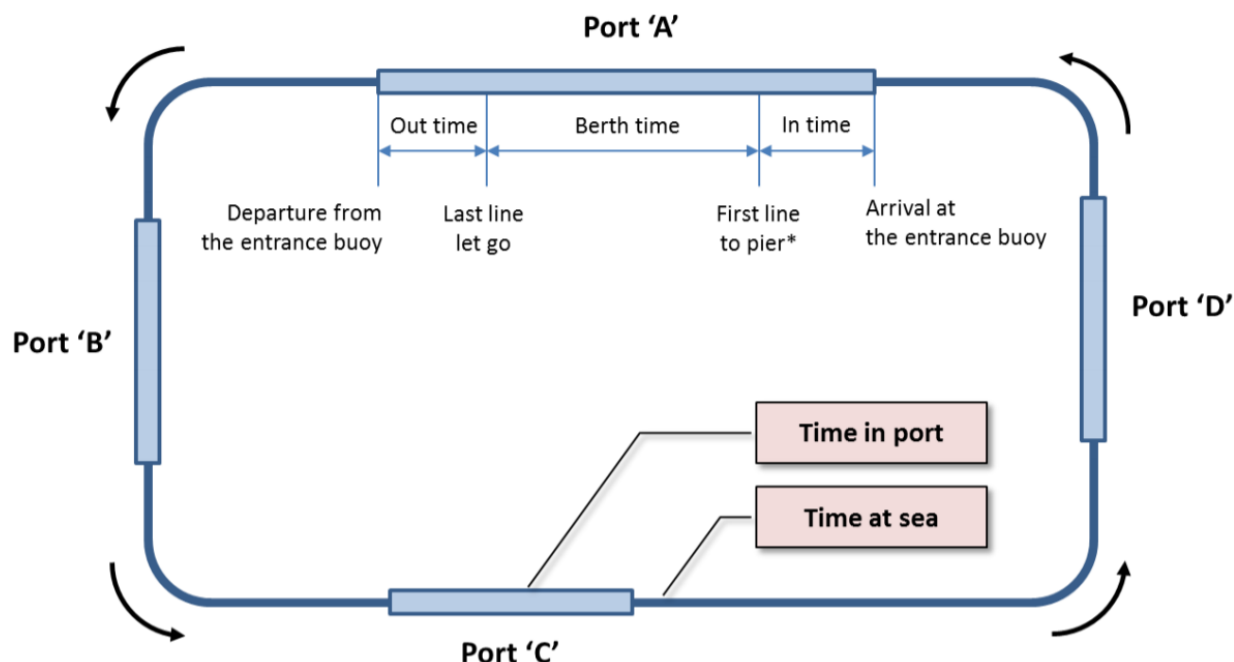 Port ‘A’
Out time
Berth time
In time
Departure from
the entrance buoy
Last line
let go
First line
to pier*
Arrival at
the entrance buoy
Port ‘B’
Port ‘D’
Time in port
Time at sea
Port ‘C’